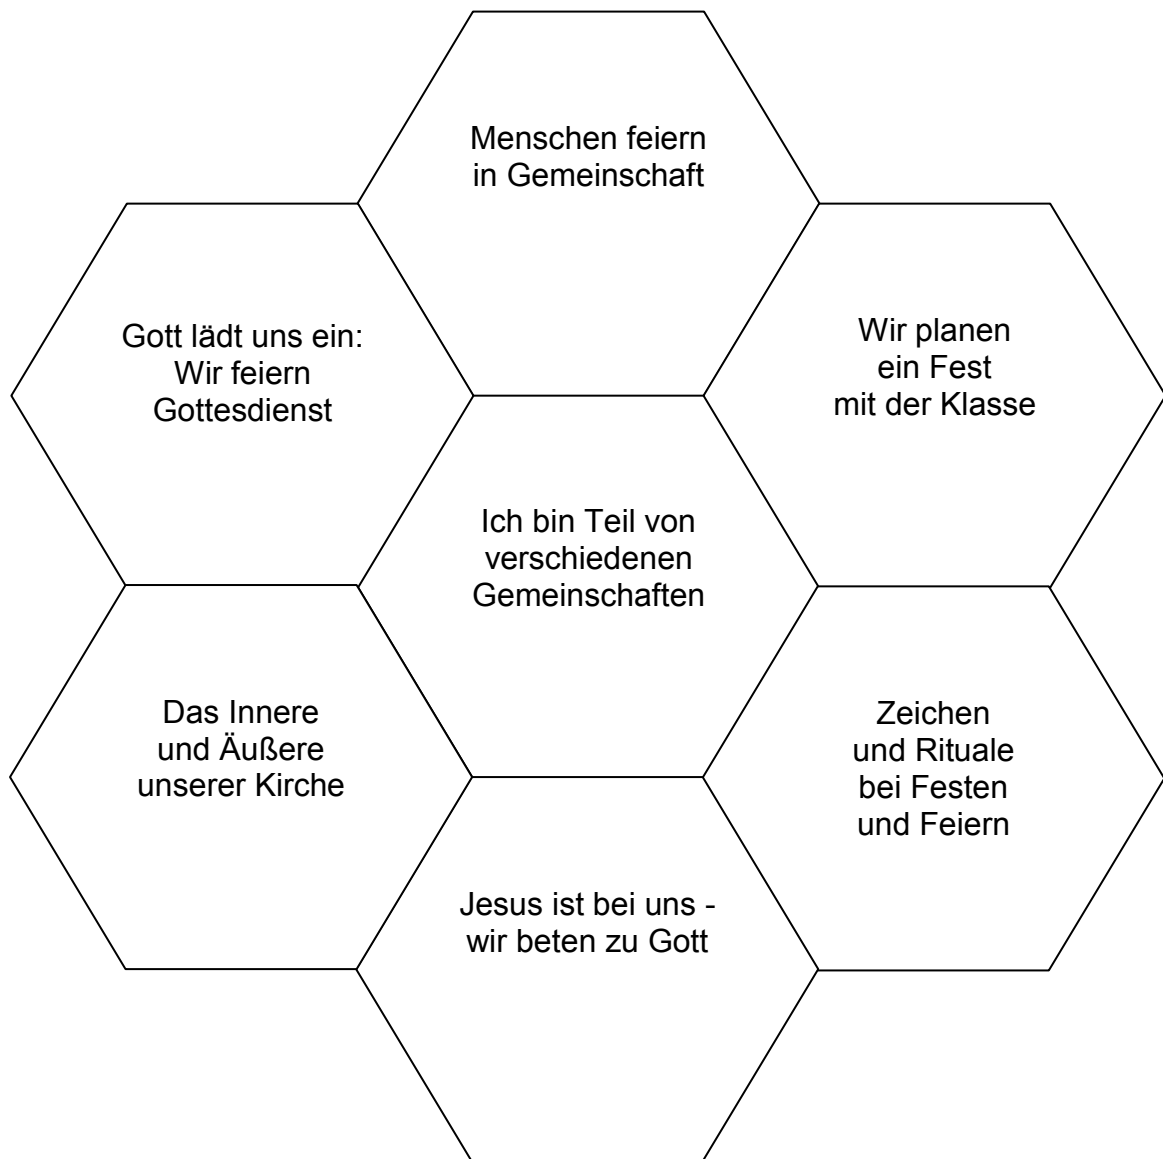 Menschen feiern
in Gemeinschaft
Gott lädt uns ein:
Wir feiern
Gottesdienst
Wir planen
ein Fest
mit der Klasse
Ich bin Teil von
verschiedenen
Gemeinschaften
Das Innere
und Äußere
unserer Kirche
Zeichen
und Rituale
bei Festen
und Feiern
Jesus ist bei uns -
wir beten zu Gott